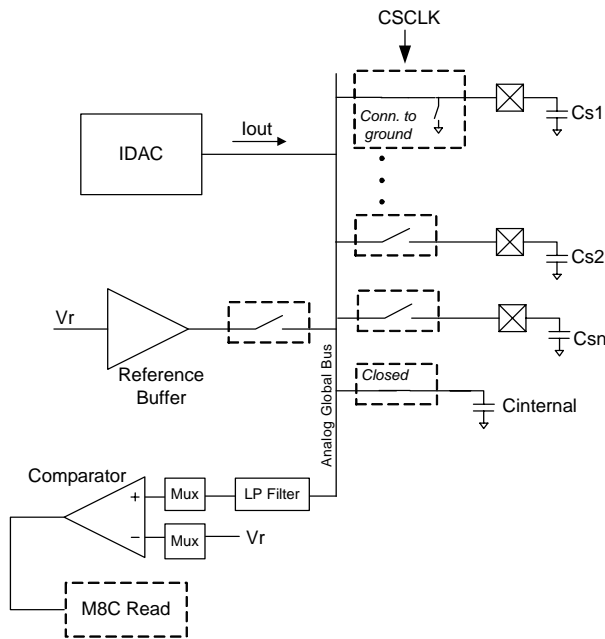 CSCLK
Conn. to
ground
Cs1
Iout
IDAC
Cs2
Vr
Reference
Buffer
Csn
Analog Global Bus
Closed
Cinternal
Comparator
+
Mux
LP Filter
–
Mux
Vr
M8C Read